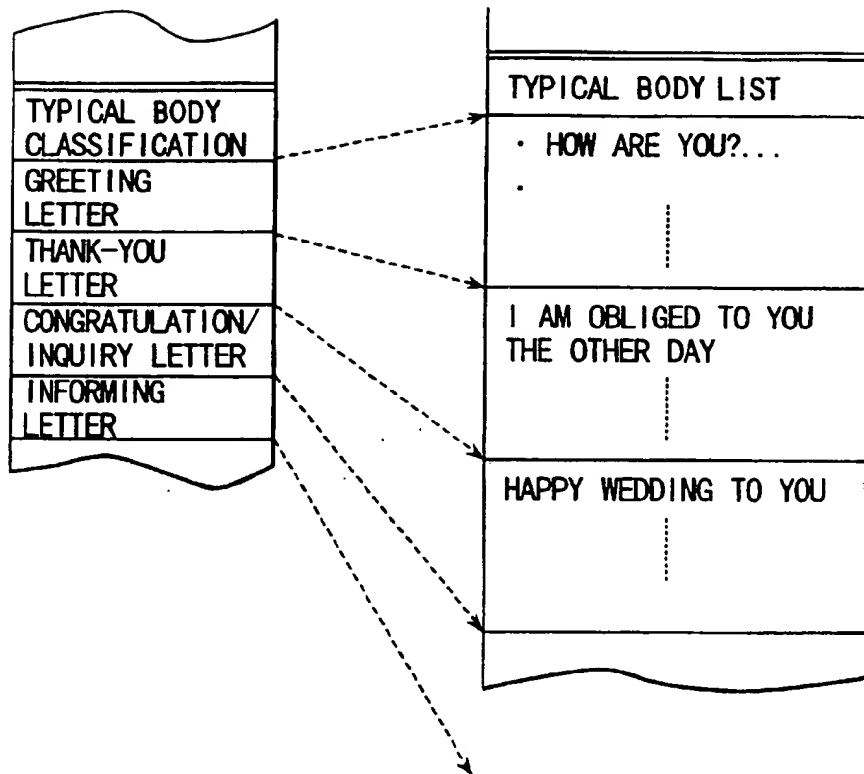 TYPICAL BODY
CLASSIFICATION
GREETING
LETTER
THANK-YOU
LETTER
CONGRATULATION/
INQUIRY LETTER
INFORMING
LETTER
TYPICAL BODY LIST
· HOW ARE YOU?...
·
I AM OBLIGED TO YOU
THE OTHER DAY
HAPPY WEDDING TO YOU